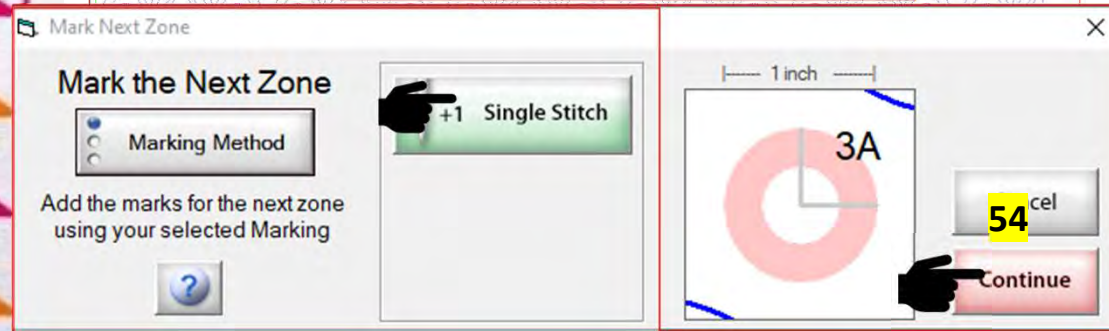 Mark Next Zone
Mark the Next Zone
Marking Method
Add the marks for the next zone
using your selected Marking
?
+1 Single Stitch
1 inch
3A
54
cel
Continue